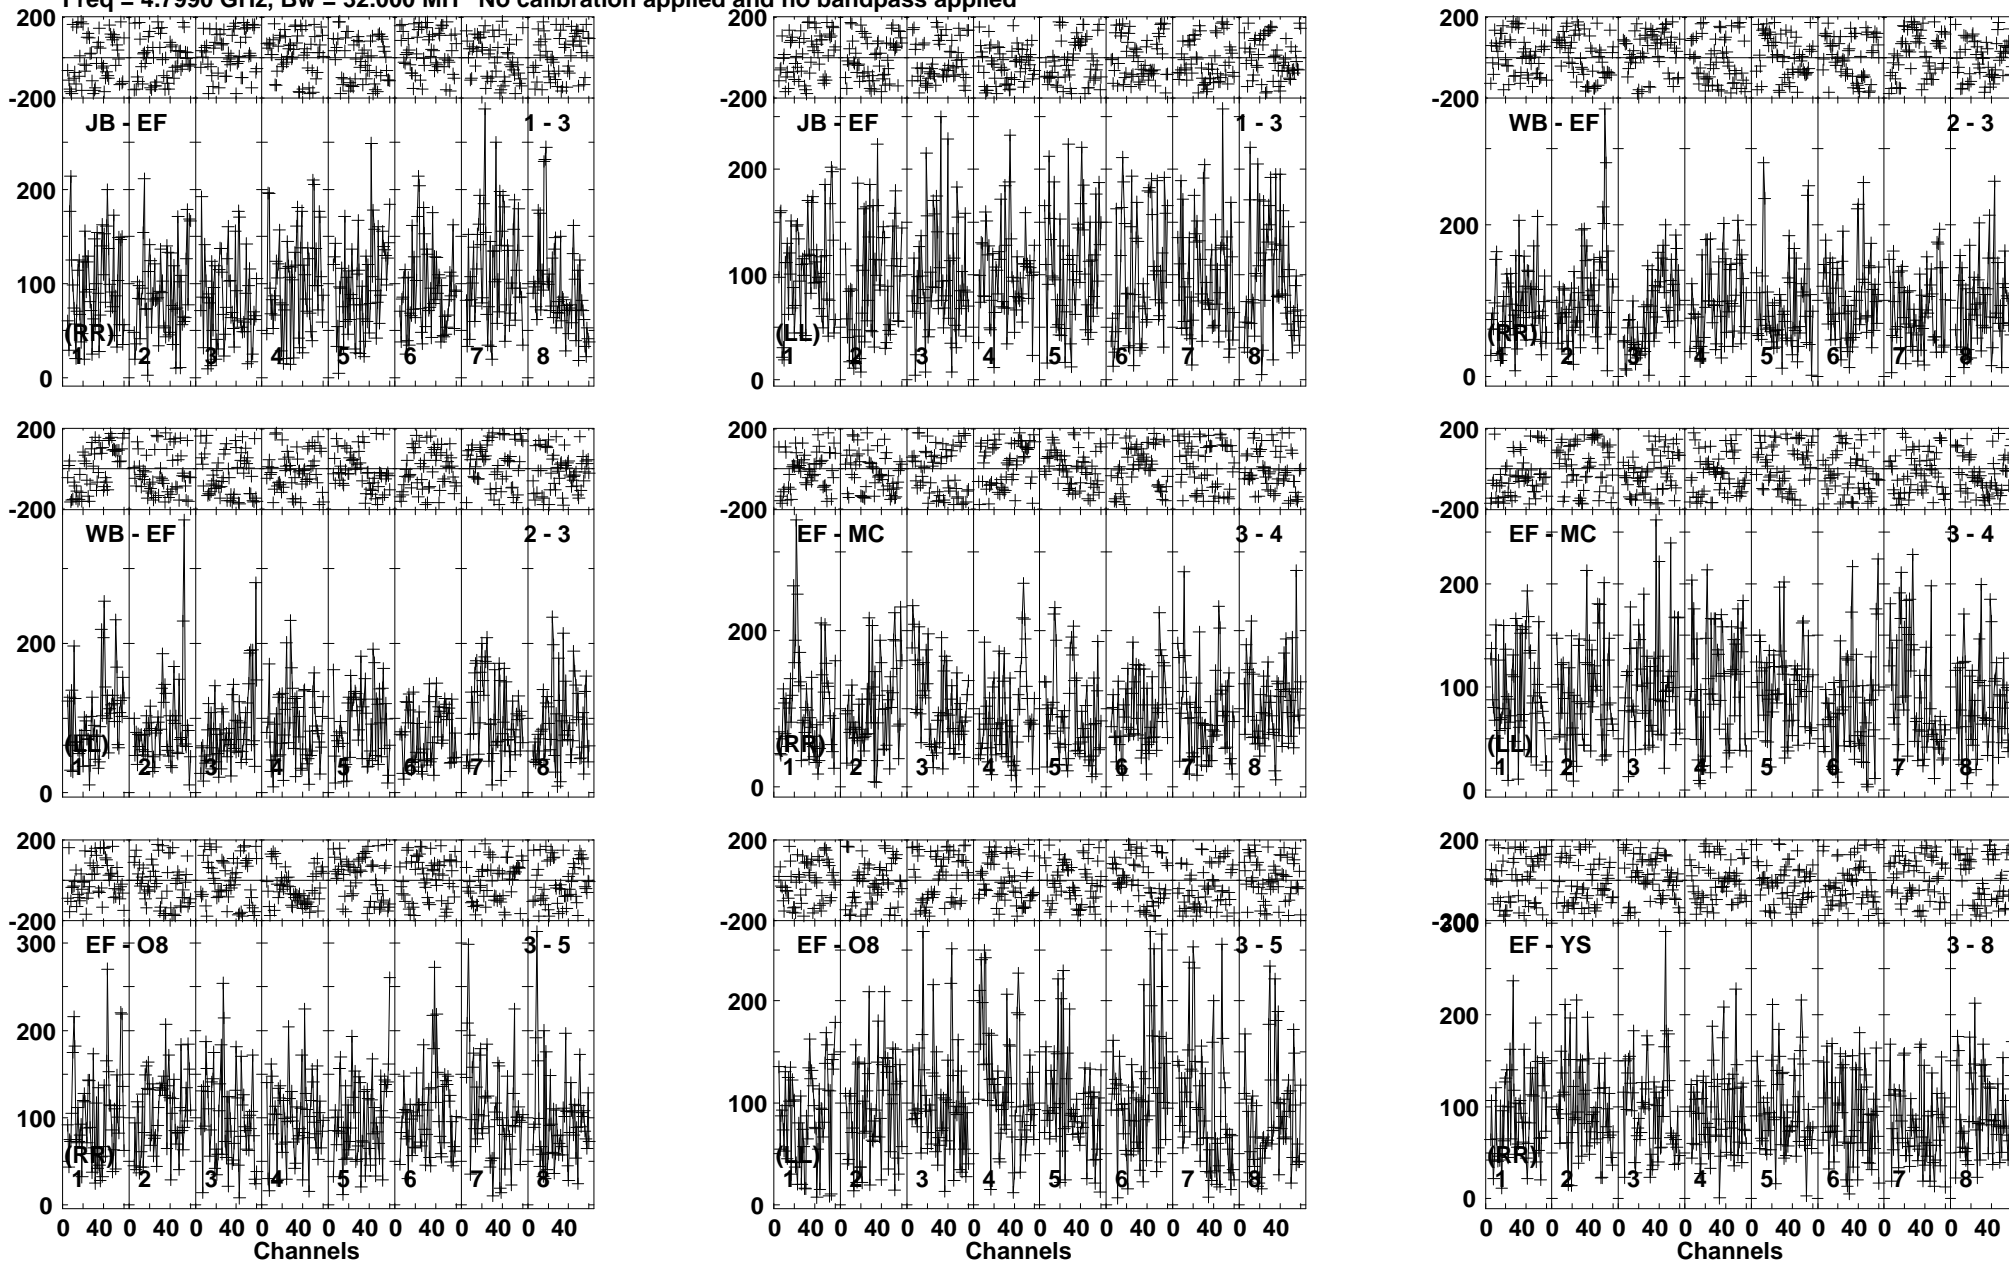 Freq = 4.7990 GHz, Bw = 32.000 MH No calibration applied and no bandpass applied
200 200 200
-200 -200 -200
JB - EF 1 - 3 JB - EF 1 - 3 WB - EF 2 - 3
200 200 200
100 100
(RR) (LL) (RR)
1 2 3 4 5 6 7 8 1 2 3 4 5 6 7 8 1 2 3 4 5 6 7 8
0 0 0
200 200 200
-200 -200 -200
WB - EF 2 - 3 EF - MC 3 - 4 EF - MC 3 - 4
200 200 200
100
(LL) (RR) (LL)
1 2 3 4 5 6 7 8 1 2 3 4 5 6 7 8 1 2 3 4 5 6 7 8
0 0 0
200 200 200
-200 -200 -200
300 300
EF - O8 3 - 5 EF - O8 3 - 5 EF - YS 3 - 8
200 200 200
100 100 100
(RR) (LL) (RR)
1 2 3 4 5 6 7 8 1 2 3 4 5 6 7 8 1 2 3 4 5 6 7 8
0 0 0
0 40 0 40 0 40 0 40 0 40 0 40 0 40 0 40 0 40 0 40 0 40 0 40 0 40 0 40 0 40 0 40 0 40 0 40 0 40 0 40 0 40 0 40 0 40 0 40
Channels Channels Channels